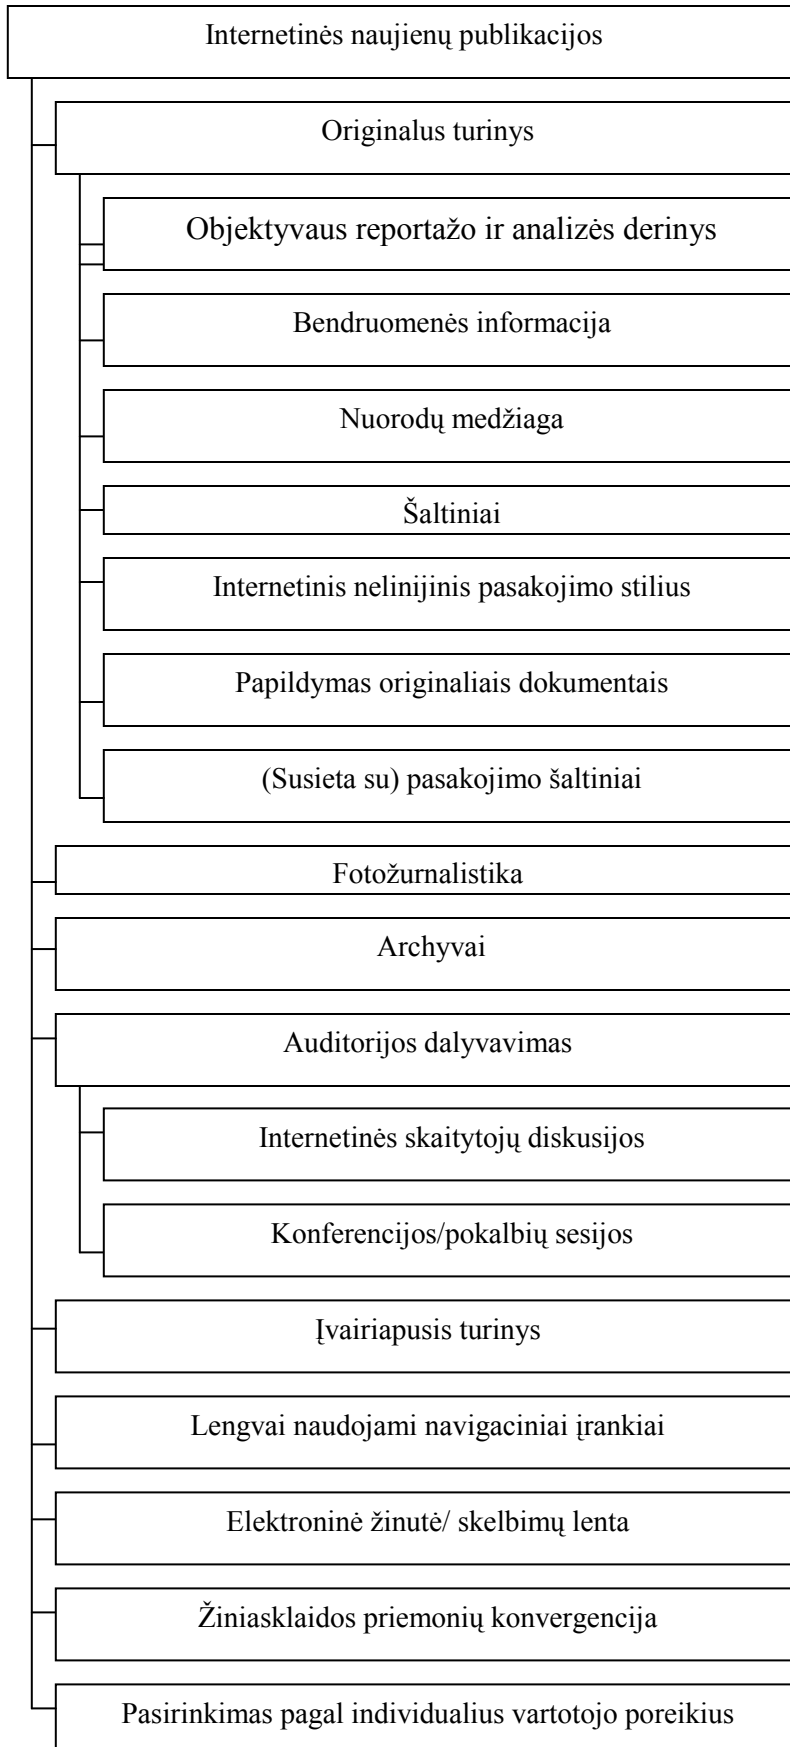 Internetinės naujienų publikacijos
Originalus turinys
Objektyvaus reportažo ir analizės derinys
Bendruomenės informacija
Nuorodų medžiaga
Šaltiniai
Internetinis nelinijinis pasakojimo stilius
Papildymas originaliais dokumentais
(Susieta su) pasakojimo šaltiniai
Fotožurnalistika
Archyvai
Auditorijos dalyvavimas
Internetinės skaitytojų diskusijos
Konferencijos/pokalbių sesijos
Įvairiapusis turinys
Lengvai naudojami navigaciniai įrankiai
Elektroninė žinutė/ skelbimų lenta
Žiniasklaidos priemonių konvergencija
Pasirinkimas pagal individualius vartotojo poreikius